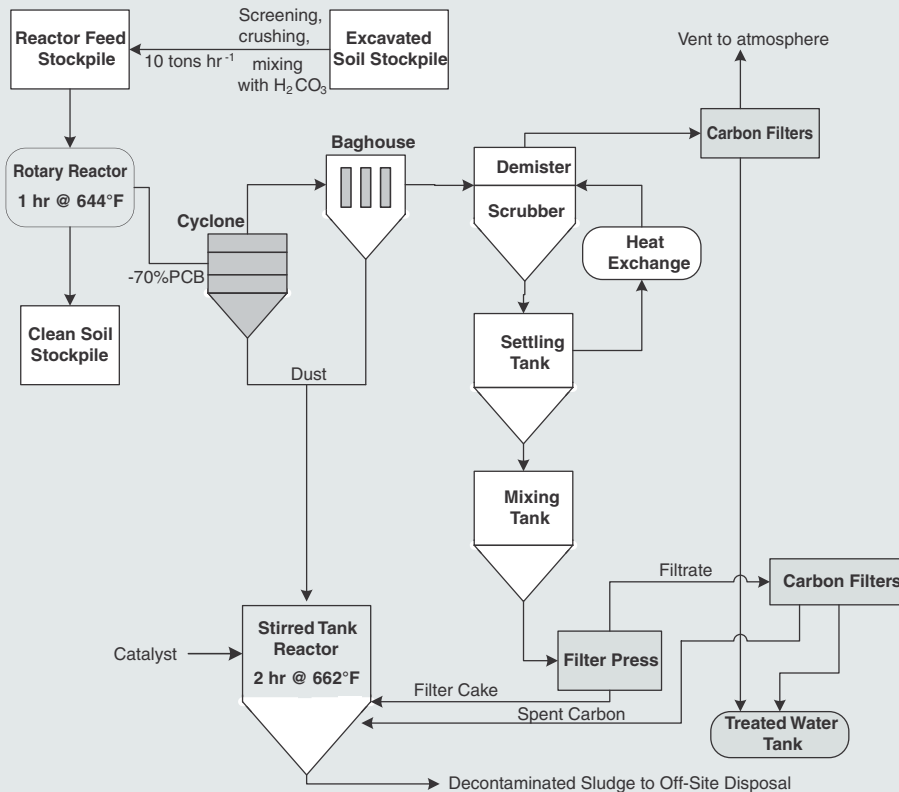 Reactor Feed
Stockpile
10 tons hr⁻¹
Screening,
crushing,
mixing
with H₂CO₃
Excavated
Soil Stockpile
Vent to atmosphere
Carbon Filters
Rotary Reactor
1 hr @ 644°F
Cyclone
-70%PCB
Baghouse
Demister
Scrubber
Heat
Exchange
Clean Soil
Stockpile
Settling
Tank
Dust
Mixing
Tank
Filtrate
Carbon Filters
Catalyst
Stirred Tank
Reactor
2 hr @ 662°F
Filter Press
Filter Cake
Spent Carbon
Treated Water
Tank
Decontaminated Sludge to Off-Site Disposal